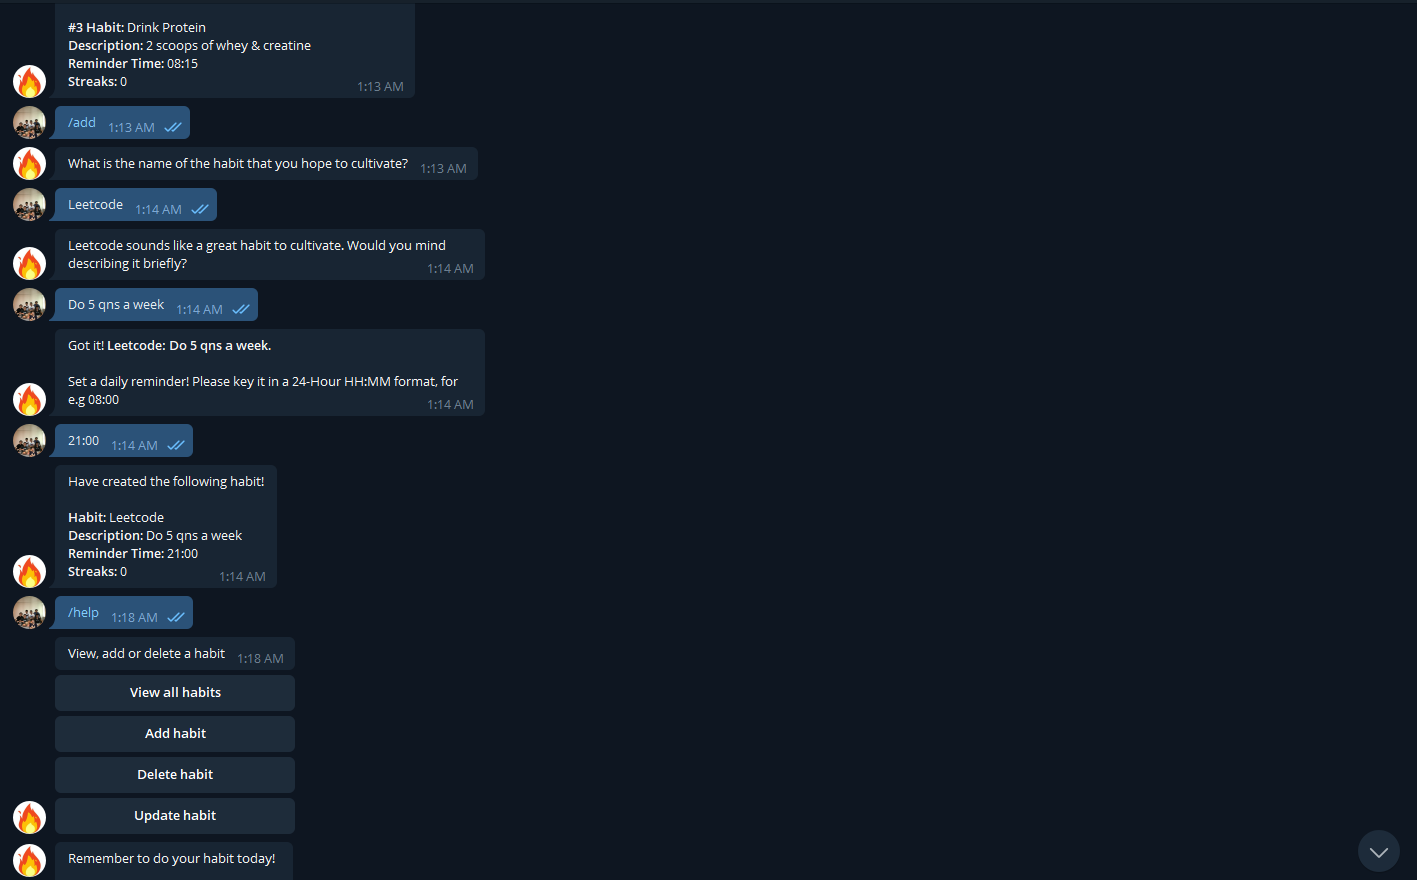 #3 Habit: Drink Protein
Description: 2 scoops of whey & creatine
Reminder Time: 08:15
Streaks: 0
1:13 AM
/add
1:13 AM
What is the name of the habit that you hope to cultivate?
1:13 AM
Leetcode
1:14 AM
Leetcode sounds like a great habit to cultivate. Would you mind
describing it briefly?
1:14 AM
Do 5 qns a week
1:14 AM
Got it! Leetcode: Do 5 qns a week.
Set a daily reminder! Please key it in a 24-Hour HH:MM format, for
e.g 08:00
1:14 AM
21:00
1:14 AM
Have created the following habit!
Habit: Leetcode
Description: Do 5 qns a week
Reminder Time: 21:00
Streaks: 0
1:14 AM
/help
1:18 AM
View, add or delete a habit
1:18 AM
View all habits
Add habit
Delete habit
Update habit
Remember to do your habit today!